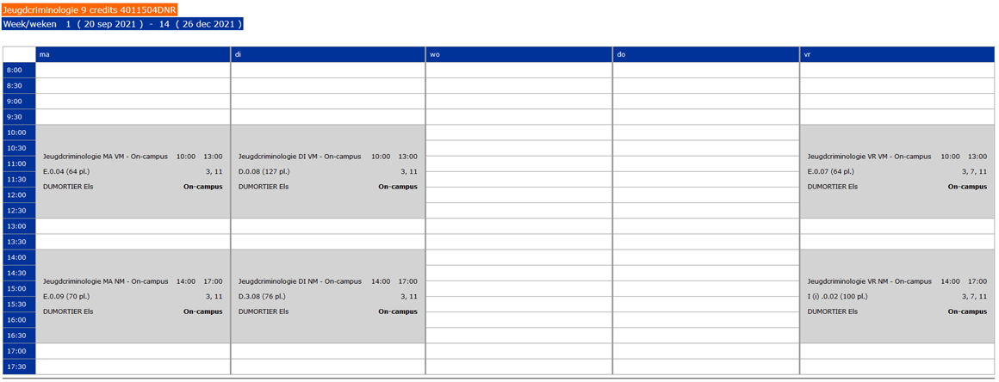 Jeugdcriminologie 9 credits 4011504DNR
Week/weken 1 ( 20 sep 2021 ) - 14 ( 26 dec 2021 )
ma di wo do vr
8:00
8:30
9:00
9:30
10:00
10:30
Jeugdcriminologie MA VM - On-campus 10:00 13:00 Jeugdcriminologie DI VM - On-campus 10:00 13:00 Jeugdcriminologie VR VM - On-campus 10:00 13:00
11:00
E.0.04 (64 pl.) 3, 11 D.0.08 (127 pl.) 3, 11 E.0.07 (64 pl.) 3, 7, 11
11:30
DUMORTIER Els On-campus DUMORTIER Els On-campus DUMORTIER Els On-campus
12:00
12:30
13:00
13:30
14:00
14:30
Jeugdcriminologie MA NM - On-campus 14:00 17:00 Jeugdcriminologie DI NM - On-campus 14:00 17:00 Jeugdcriminologie VR NM - On-campus 14:00 17:00
15:00
E.0.09 (70 pl.) 3, 11 D.3.08 (76 pl.) 3, 11 I (i) .0.02 (100 pl.) 3, 7, 11
15:30
DUMORTIER Els On-campus DUMORTIER Els On-campus DUMORTIER Els On-campus
16:00
16:30
17:00
17:30